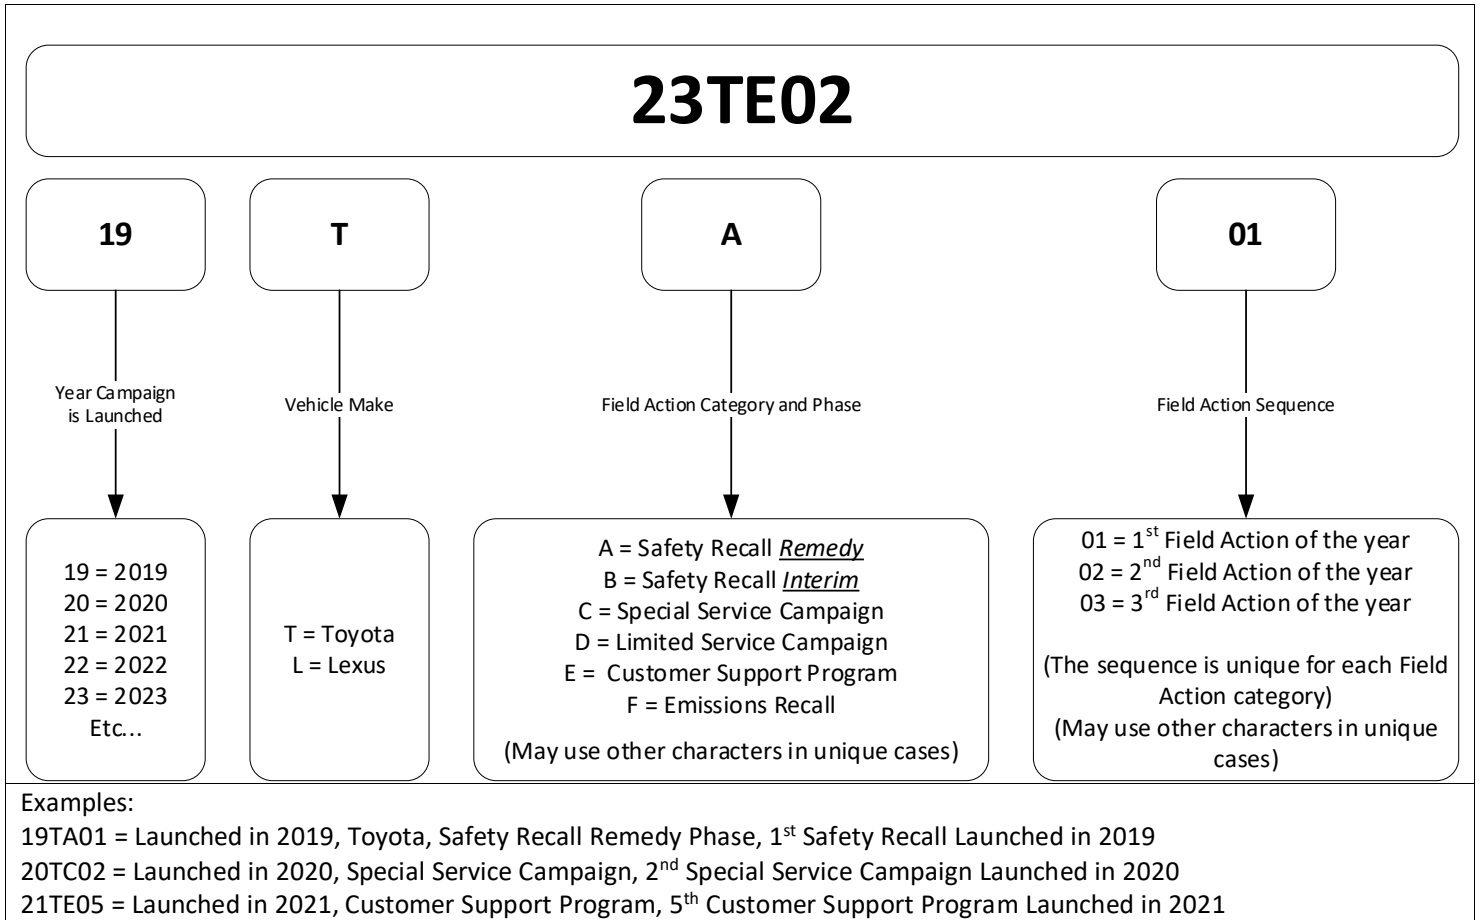 23TE02
19
T
A
01
Year Campaign
is Launched
Vehicle Make
Field Action Category and Phase
Field Action Sequence
19 = 2019
20 = 2020
21 = 2021
22 = 2022
23 = 2023
Etc...
T = Toyota
L = Lexus
A = Safety Recall Remedy
B = Safety Recall Interim
C = Special Service Campaign
D = Limited Service Campaign
E = Customer Support Program
F = Emissions Recall
(May use other characters in unique cases)
01 = 1st Field Action of the year
02 = 2nd Field Action of the year
03 = 3rd Field Action of the year
(The sequence is unique for each Field
Action category)
(May use other characters in unique
cases)
Examples:
19TA01 = Launched in 2019, Toyota, Safety Recall Remedy Phase, 1st Safety Recall Launched in 2019
20TC02 = Launched in 2020, Special Service Campaign, 2nd Special Service Campaign Launched in 2020
21TE05 = Launched in 2021, Customer Support Program, 5th Customer Support Program Launched in 2021